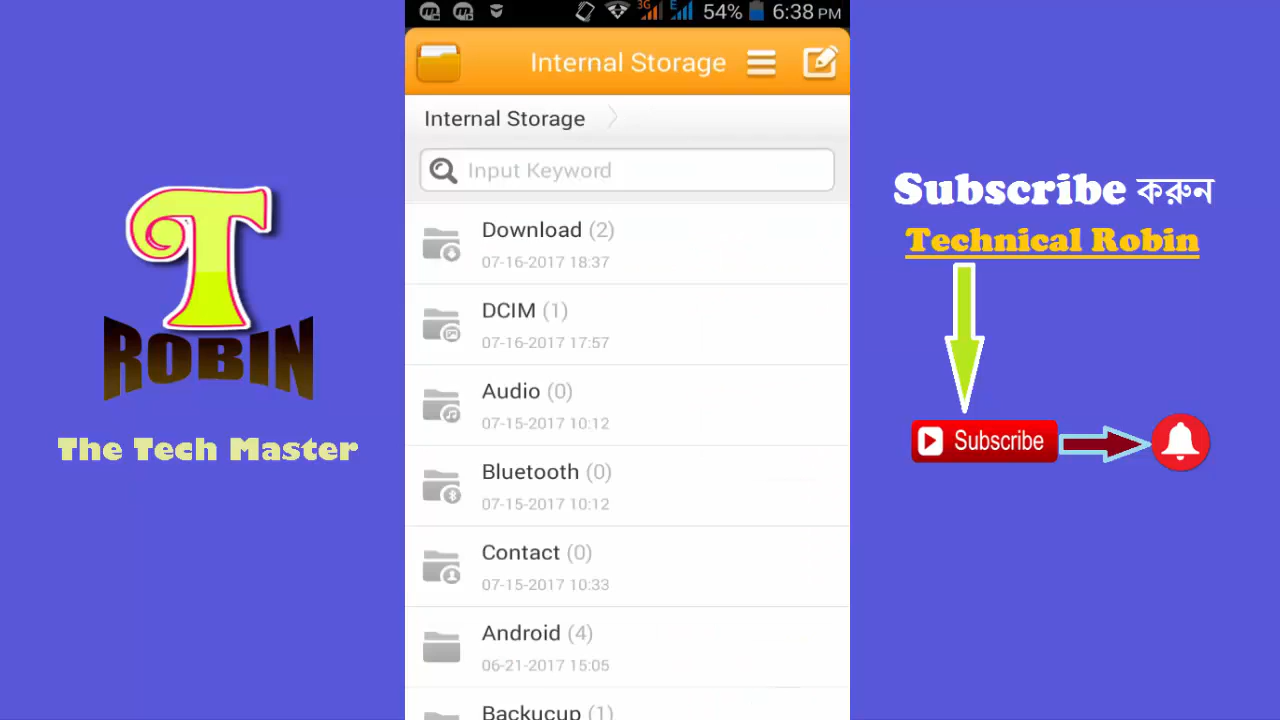 3G
E
54%
6:38 PM
Internal Storage
Internal Storage
Input Keyword
Download (2)
07-16-2017 18:37
DCIM (1)
07-16-2017 17:57
Audio (0)
07-15-2017 10:12
Bluetooth (0)
07-15-2017 10:12
Contact (0)
07-15-2017 10:33
Android (4)
06-21-2017 15:05
Backucup (1)
T
ROBIN
The Tech Master
Subscribe করুন
Technical Robin
Subscribe